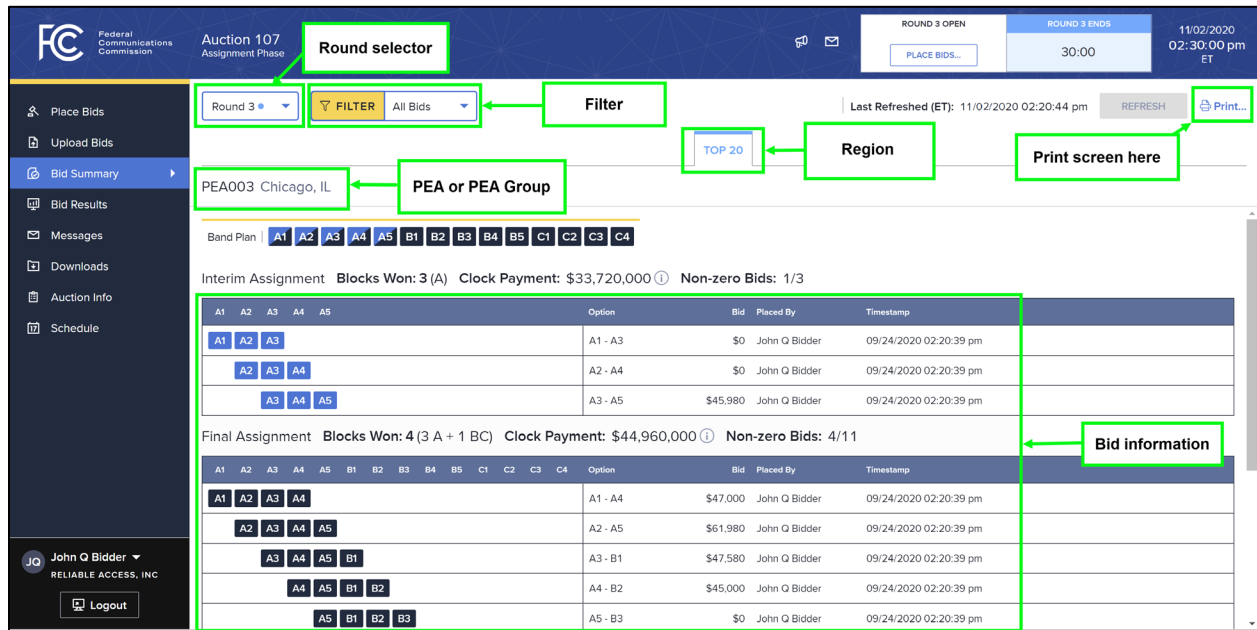 Federal
Communications
Commission
Auction 107
Assignment Phase
Round selector
ROUND 3 OPEN
PLACE BIDS...
ROUND 3 ENDS
30:00
11/02/2020
02:30:00 pm
ET
Place Bids
Upload Bids
Bid Summary
Bid Results
Messages
Downloads
Auction Info
Schedule
JQ John Q Bidder
RELIABLE ACCESS, INC
Logout
Round 3
FILTER All Bids
Filter
Last Refreshed (ET): 11/02/2020 02:20:44 pm
REFRESH
Print...
TOP 20
Region
Print screen here
PEA003 Chicago, IL
PEA or PEA Group
Band Plan | A1 A2 A3 A4 A5 B1 B2 B3 B4 B5 C1 C2 C3 C4
Interim Assignment Blocks Won: 3 (A) Clock Payment: $33,720,000 Non-zero Bids: 1/3
A1 A2 A3 A4 A5 Option Bid Placed By Timestamp
A1 A2 A3 A1 - A3 $0 John Q Bidder 09/24/2020 02:20:39 pm
A2 A3 A4 A2 - A4 $0 John Q Bidder 09/24/2020 02:20:39 pm
A3 A4 A5 A3 - A5 $45,980 John Q Bidder 09/24/2020 02:20:39 pm
Final Assignment Blocks Won: 4 (3 A + 1 BC) Clock Payment: $44,960,000 Non-zero Bids: 4/11
Bid information
A1 A2 A3 A4 A5 B1 B2 B3 B4 B5 C1 C2 C3 C4 Option Bid Placed By Timestamp
A1 A2 A3 A4 A1 - A4 $47,000 John Q Bidder 09/24/2020 02:20:39 pm
A2 A3 A4 A5 A2 - A5 $61,980 John Q Bidder 09/24/2020 02:20:39 pm
A3 A4 A5 B1 A3 - B1 $47,580 John Q Bidder 09/24/2020 02:20:39 pm
A4 A5 B1 B2 A4 - B2 $45,000 John Q Bidder 09/24/2020 02:20:39 pm
A5 B1 B2 B3 A5 - B3 $0 John Q Bidder 09/24/2020 02:20:39 pm